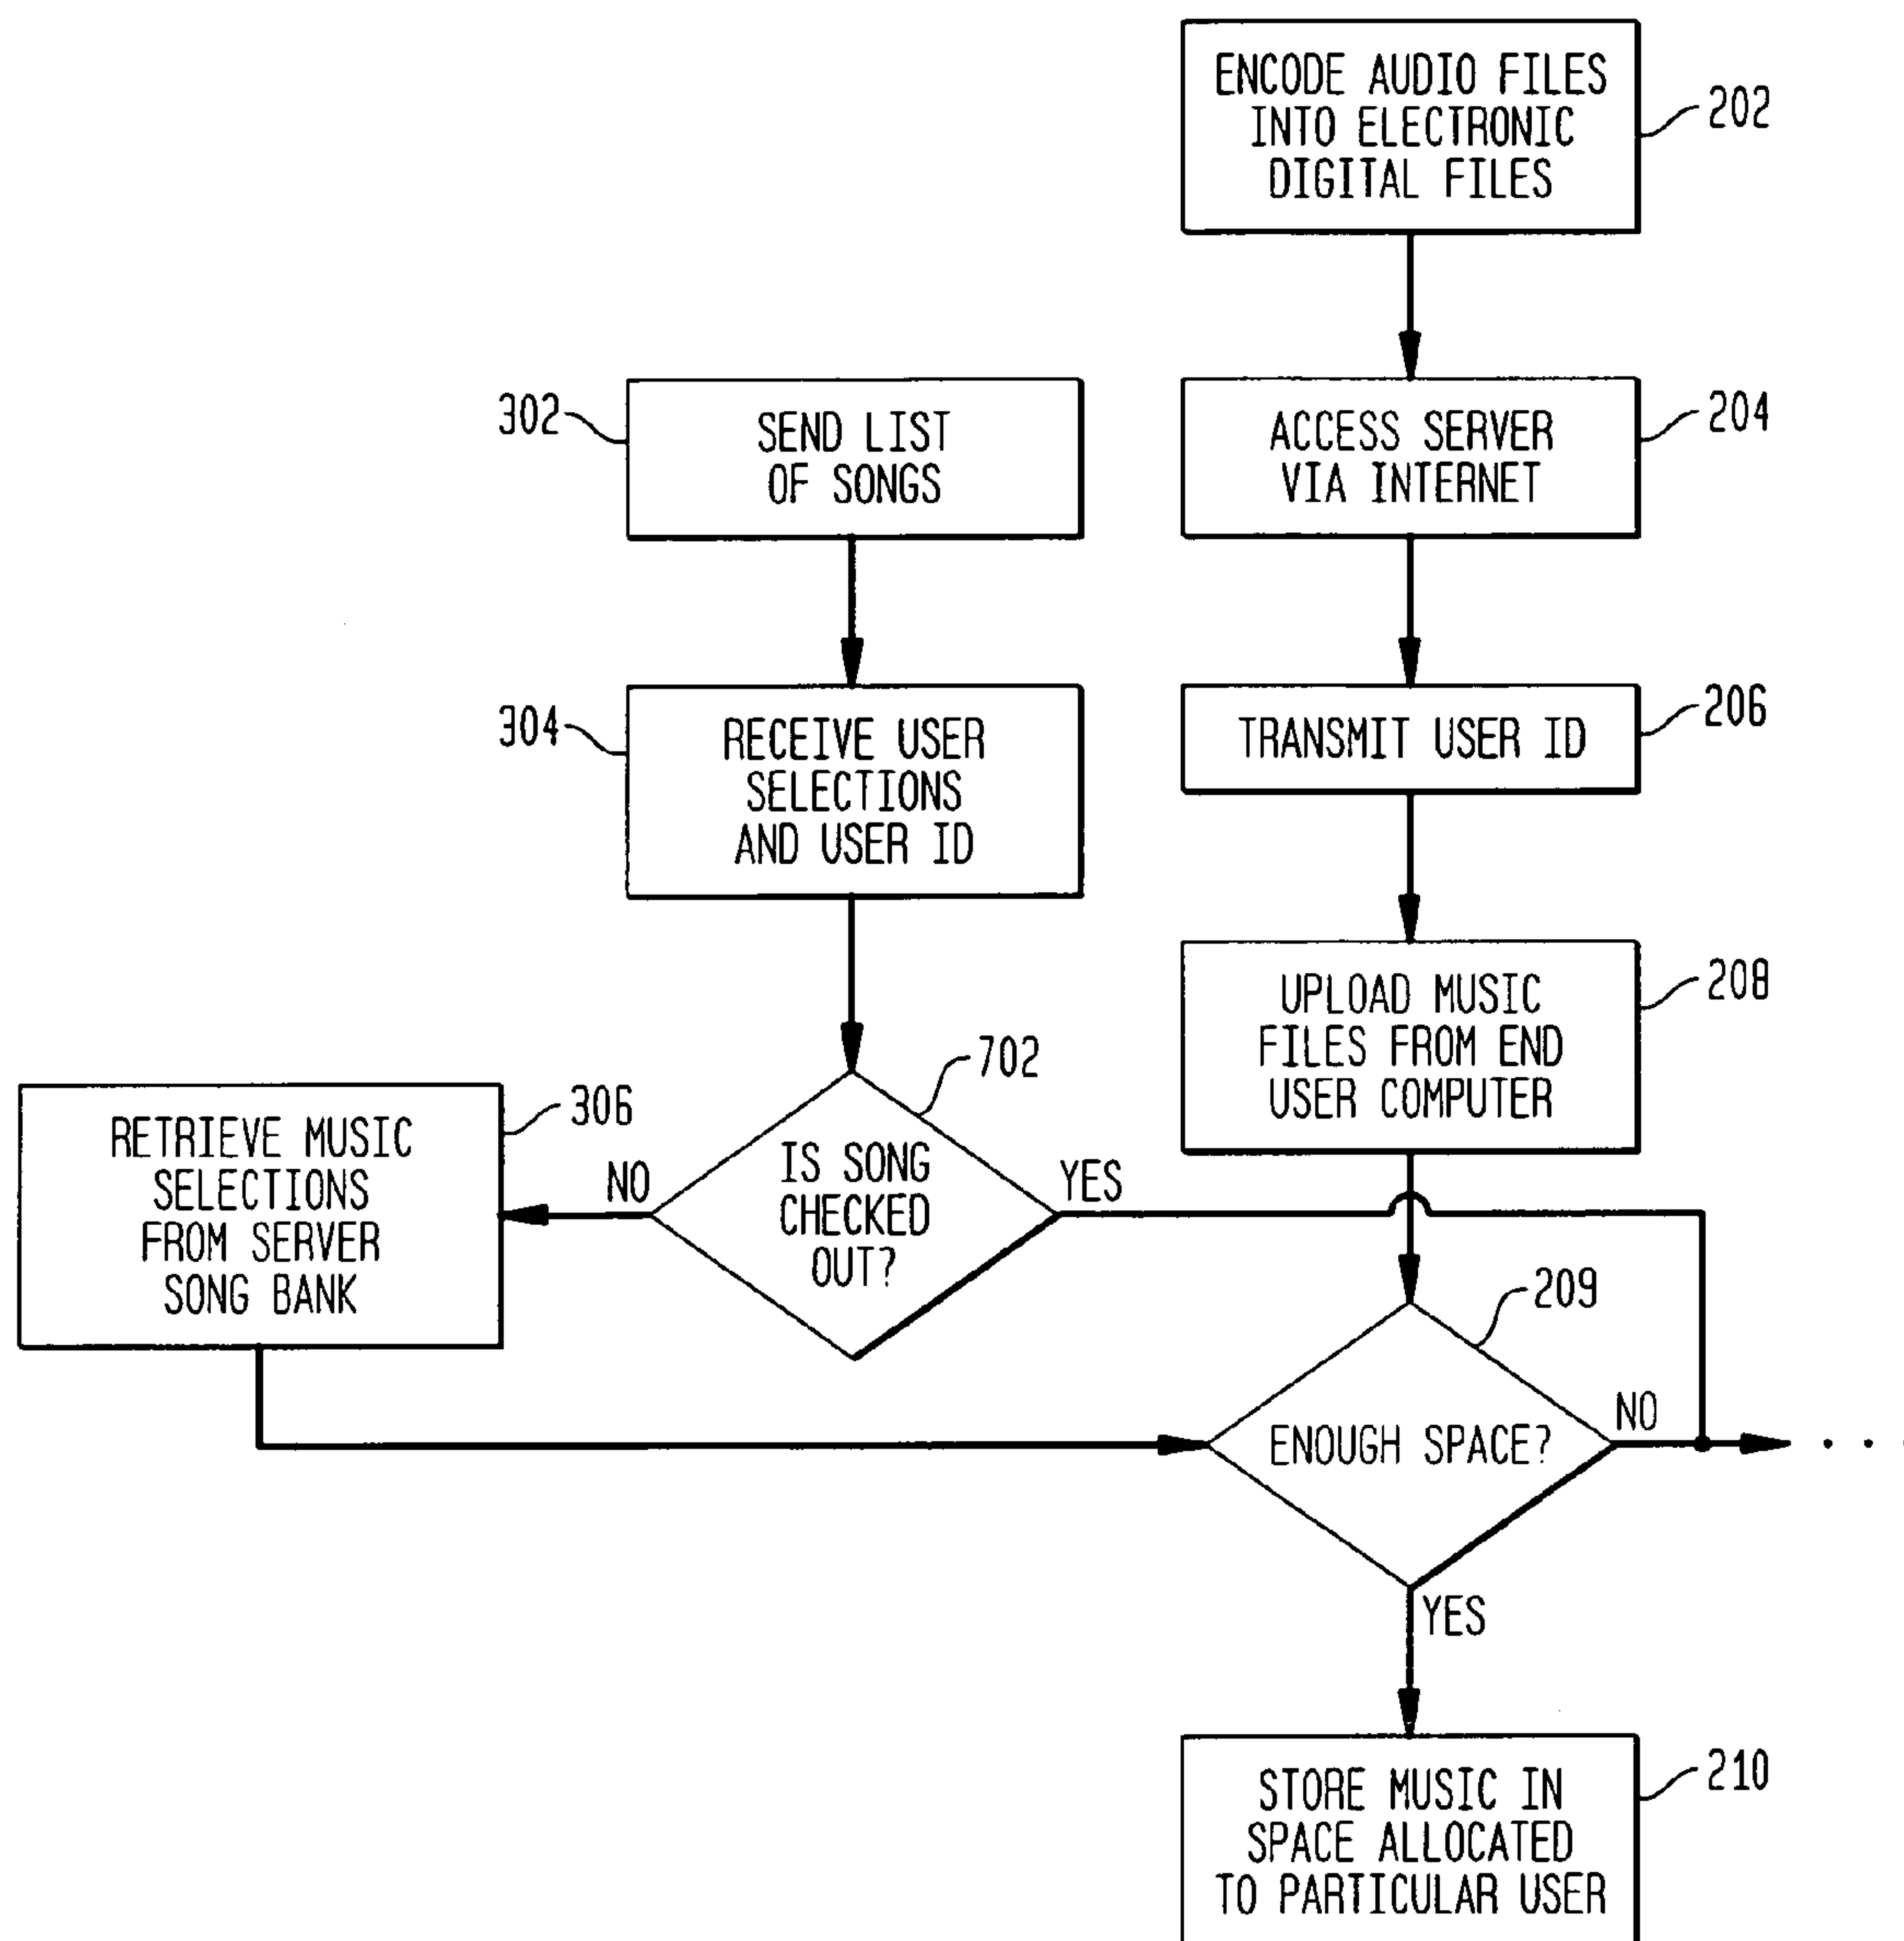 ENCODE AUDIO FILES
INTO ELECTRONIC
DIGITAL FILES
202
302
SEND LIST
OF SONGS
ACCESS SERVER
VIA INTERNET
204
304
RECEIVE USER
SELECTIONS
AND USER ID
TRANSMIT USER ID
206
UPLOAD MUSIC
FILES FROM END
USER COMPUTER
208
702
IS SONG
CHECKED
OUT?
NO
YES
RETRIEVE MUSIC
SELECTIONS
FROM SERVER
SONG BANK
306
209
ENOUGH SPACE?
NO
. . .
YES
STORE MUSIC IN
SPACE ALLOCATED
TO PARTICULAR USER
210